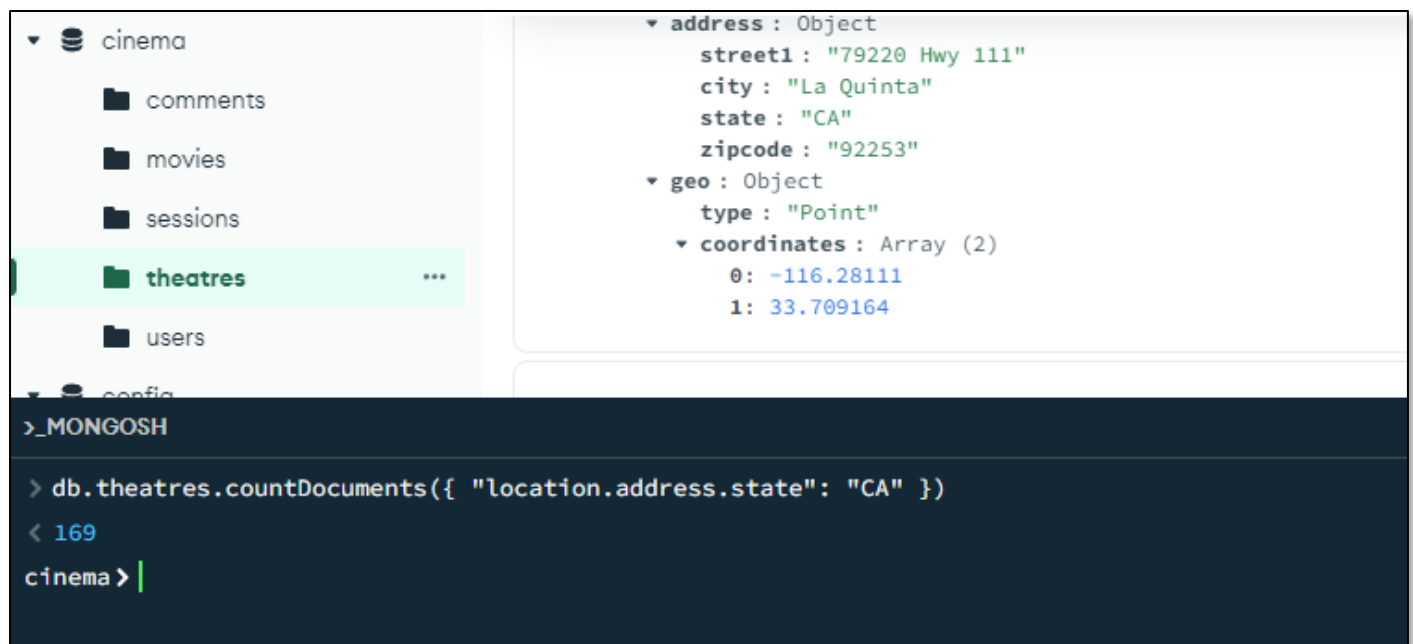 cinema
comments
movies
sessions
theatres
...
users
config
address : Object
street1 : "79220 Hwy 111"
city : "La Quinta"
state : "CA"
zipcode : "92253"
geo : Object
type : "Point"
coordinates : Array (2)
0: -116.28111
1: 33.709164
>_MONGOSH
> db.theatres.countDocuments({ "location.address.state": "CA" })
< 169
cinema>